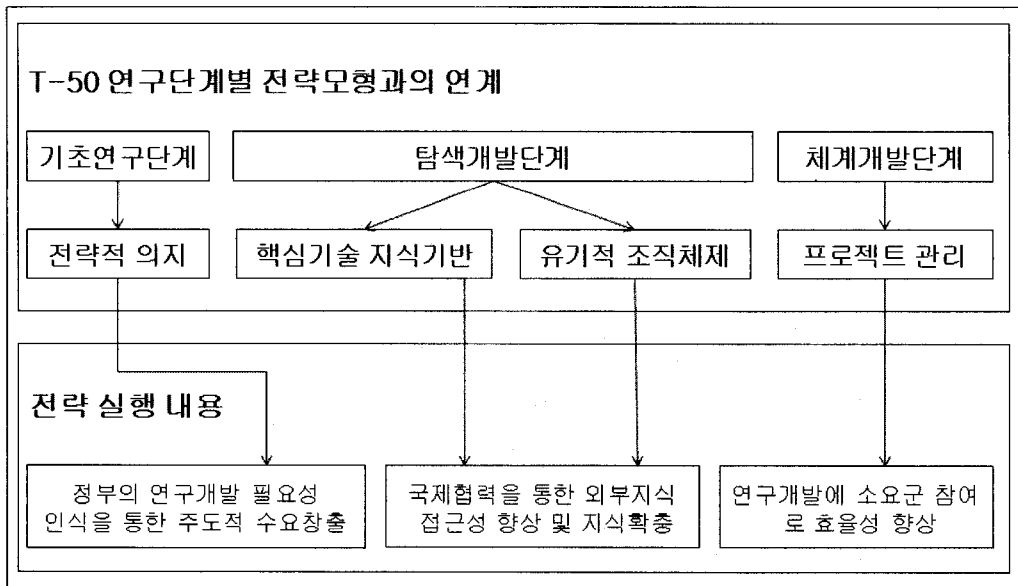 T-50 연구단계별 전략모형과의 연계
기초연구단계
탐색개발단계
체계개발단계
전략적 의지
핵심기술 지식기반
유기적 조직체제
프로젝트 관리
전략 실행 내용
정부의 연구개발 필요성
인식을 통한 주도적 수요창출
국제협력을 통한 외부지식
접근성 향상 및 지식확충
연구개발에 소요군 참여
로 효율성 향상